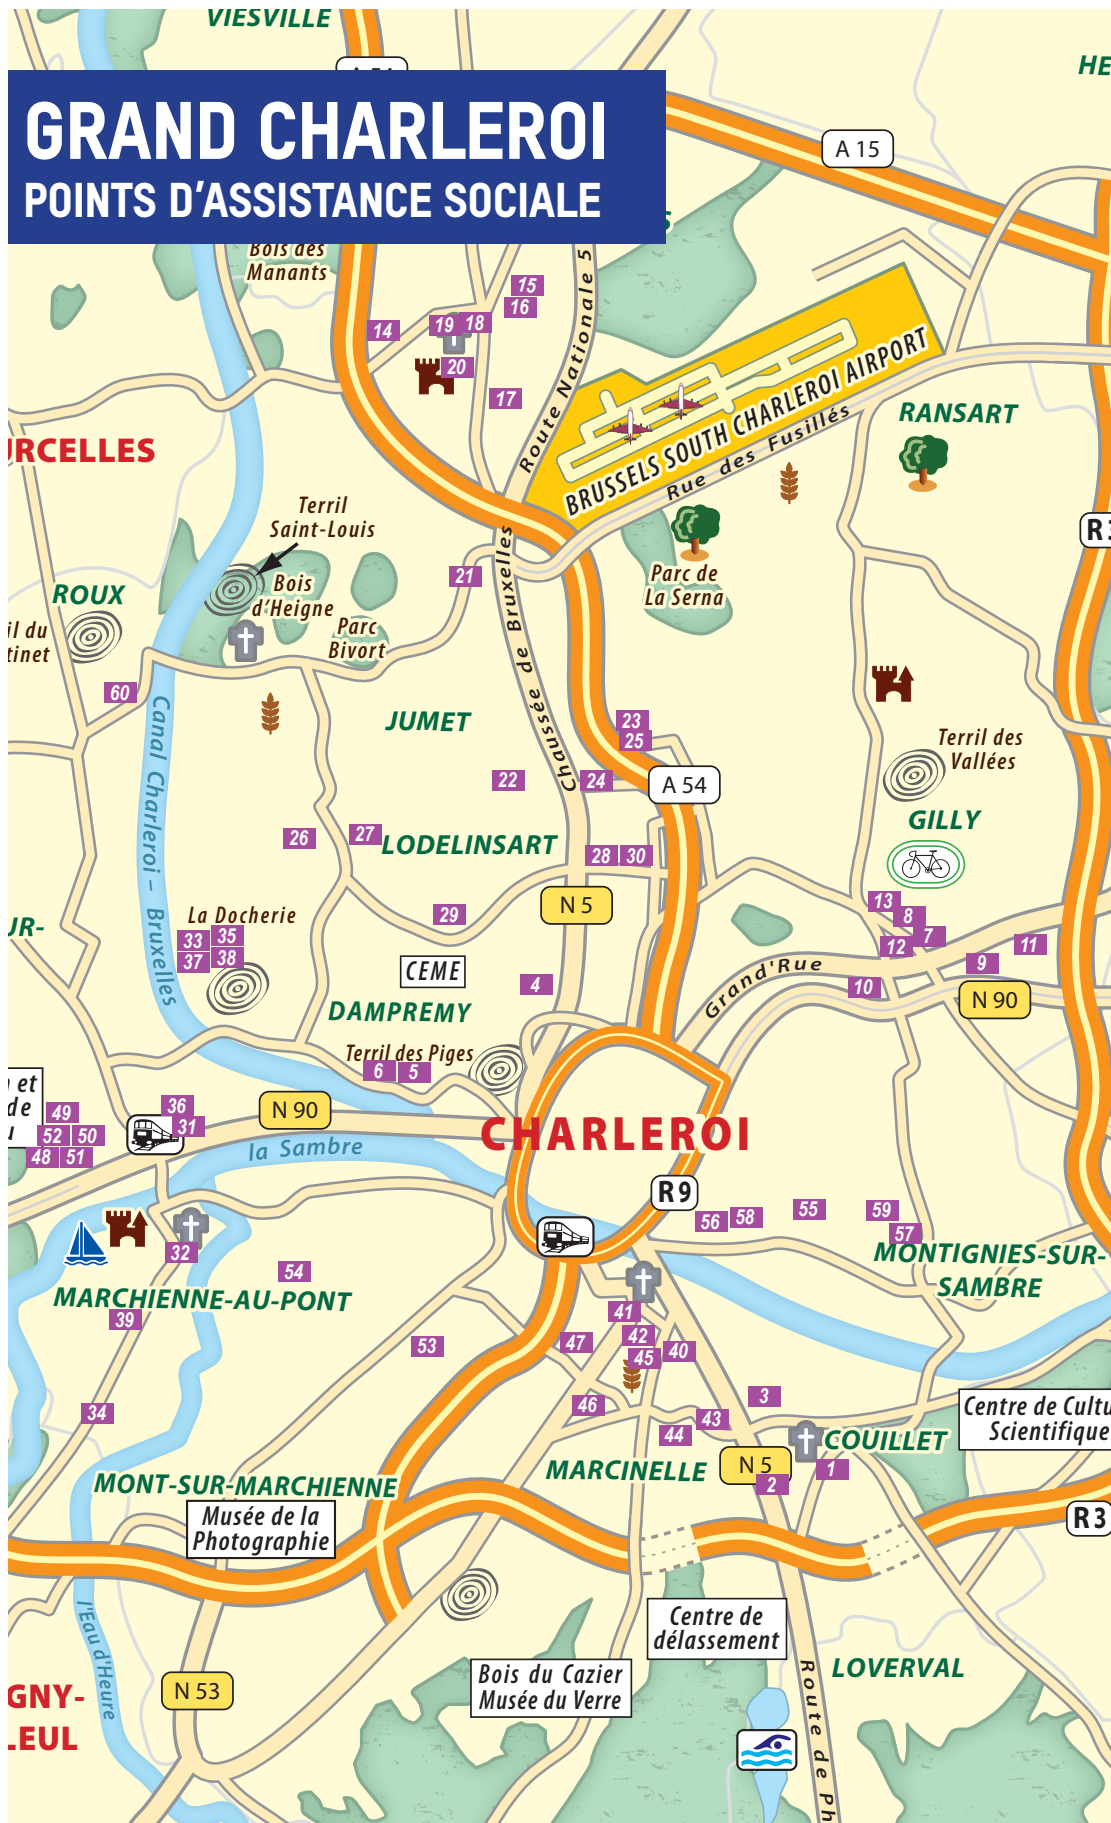 VIESVILLE
HE
GRAND CHARLEROI
POINTS D'ASSISTANCE SOCIALE
A 15
S
Bois des
Manants
Route Nationale 5
15
16
14
19
18
20
17
BRUSSELS SOUTH CHARLEROI AIRPORT
Rue des Fusillés
RANSART
URCELLES
Terril
Saint-Louis
R3
ROUX
Bois
d'Heigne
21
Parc de
La Serna
il du
tinet
Parc
Bivort
Chaussée de Bruxelles
60
Canal Charleroi – Bruxelles
JUMET
23
25
Terril des
Vallées
22
24
A 54
GILLY
26
27
LODELINSART
28
30
N 5
29
13
8
7
12
11
9
10
UR-
La Docherie
33
35
37
38
CEME
4
Grand'Rue
N 90
DAMPREMY
Terril des Piges
6
5
et
de
u
49
52
50
48
51
36
31
N 90
la Sambre
CHARLEROI
R9
56
58
55
59
57
MONTIGNIES-SUR-
SAMBRE
32
54
MARCHIENNE-AU-PONT
39
41
42
45
40
47
53
34
46
3
43
44
Centre de Cultu
Scientifique
COUILLET
N 5
1
2
MARCINELLE
MONT-SUR-MARCHIENNE
Musée de la
Photographie
R3
l'Eau d'Heure
Centre de
délassement
Bois du Cazier
Musée du Verre
LOVERVAL
Route de Ph
N 53
GNY-
LEUL